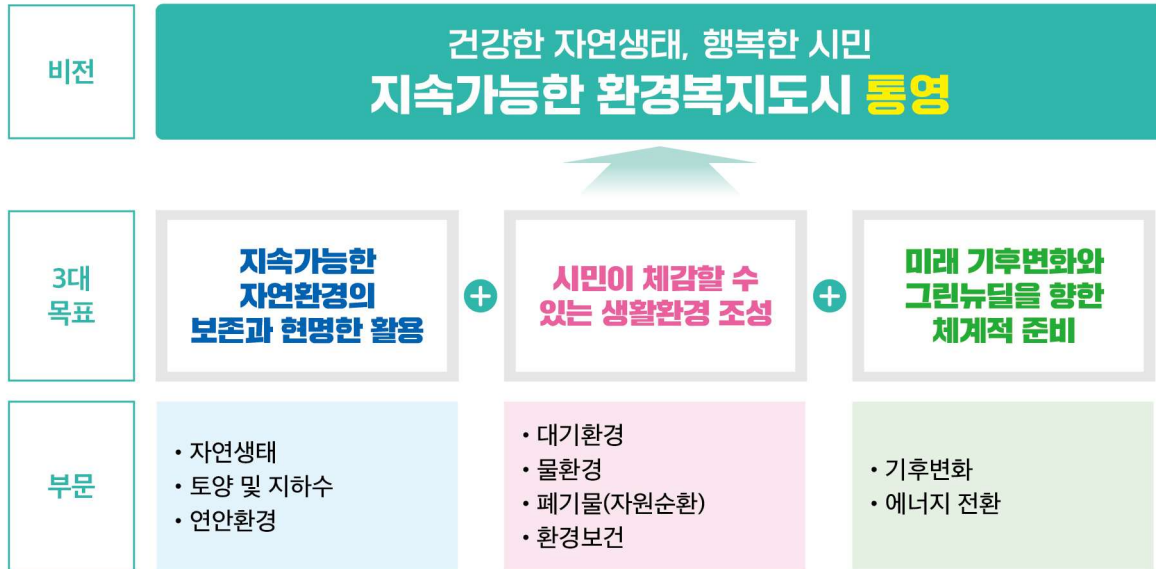 비전
건강한 자연생태, 행복한 시민
지속가능한 환경복지도시 통영
3대
목표
지속가능한
자연환경의
보존과 현명한 활용
+
시민이 체감할 수
있는 생활환경 조성
+
미래 기후변화와
그린뉴딜을 향한
체계적 준비
부문
• 자연생태
• 토양 및 지하수
• 연안환경
• 대기환경
• 물환경
• 폐기물(자원순환)
• 환경보건
• 기후변화
• 에너지 전환